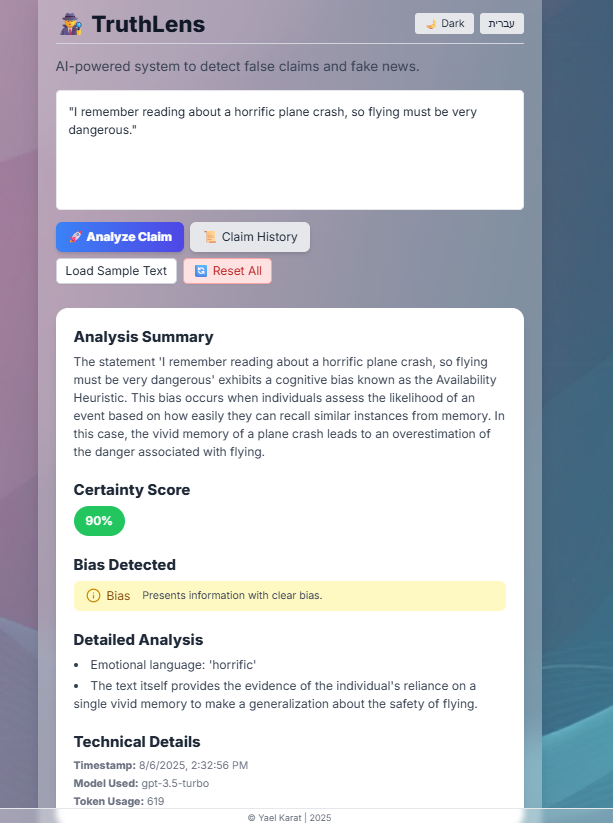 TruthLens
Dark
עברית
AI-powered system to detect false claims and fake news.
"I remember reading about a horrific plane crash, so flying must be very
dangerous."
Analyze Claim
Claim History
Load Sample Text
Reset All
Analysis Summary
The statement 'I remember reading about a horrific plane crash, so flying
must be very dangerous' exhibits a cognitive bias known as the Availability
Heuristic. This bias occurs when individuals assess the likelihood of an
event based on how easily they can recall similar instances from memory. In
this case, the vivid memory of a plane crash leads to an overestimation of
the danger associated with flying.
Certainty Score
90%
Bias Detected
Bias Presents information with clear bias.
Detailed Analysis
• Emotional language: 'horrific'
• The text itself provides the evidence of the individual's reliance on a
single vivid memory to make a generalization about the safety of flying.
Technical Details
Timestamp: 8/6/2025, 2:32:56 PM
Model Used: gpt-3.5-turbo
Token Usage: 619
© Yael Karat | 2025